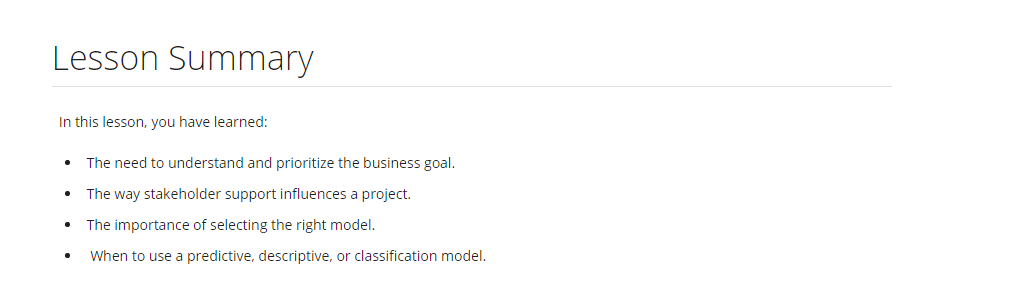 Lesson Summary
In this lesson, you have learned:
• The need to understand and prioritize the business goal.
• The way stakeholder support influences a project.
• The importance of selecting the right model.
• When to use a predictive, descriptive, or classification model.